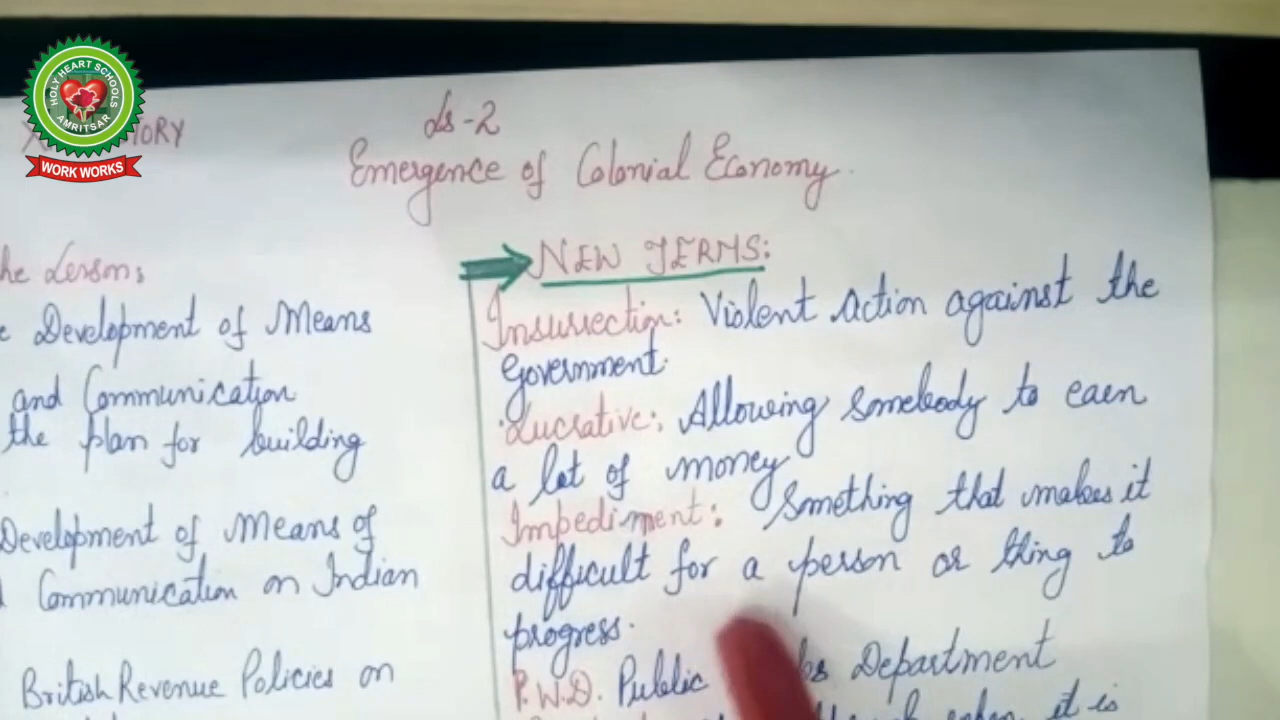 HOLY HEART SCHOOLS
AMRITSAR
WORK WORKS
Ls-2
Emergence of Colonial Economy.
he Lesson:
Development of Means
and Communication
the plan for building
Development of Means of
Communication on Indian
British Revenue Policies on
NEW TERMS:
Insurrection: Violent Action against the
Government.
Lucrative: Allowing Somebody to earn
a lot of money
Impediment: Something that makes it
difficult for a person or thing to
progress.
P.W.D. Public Department
it is